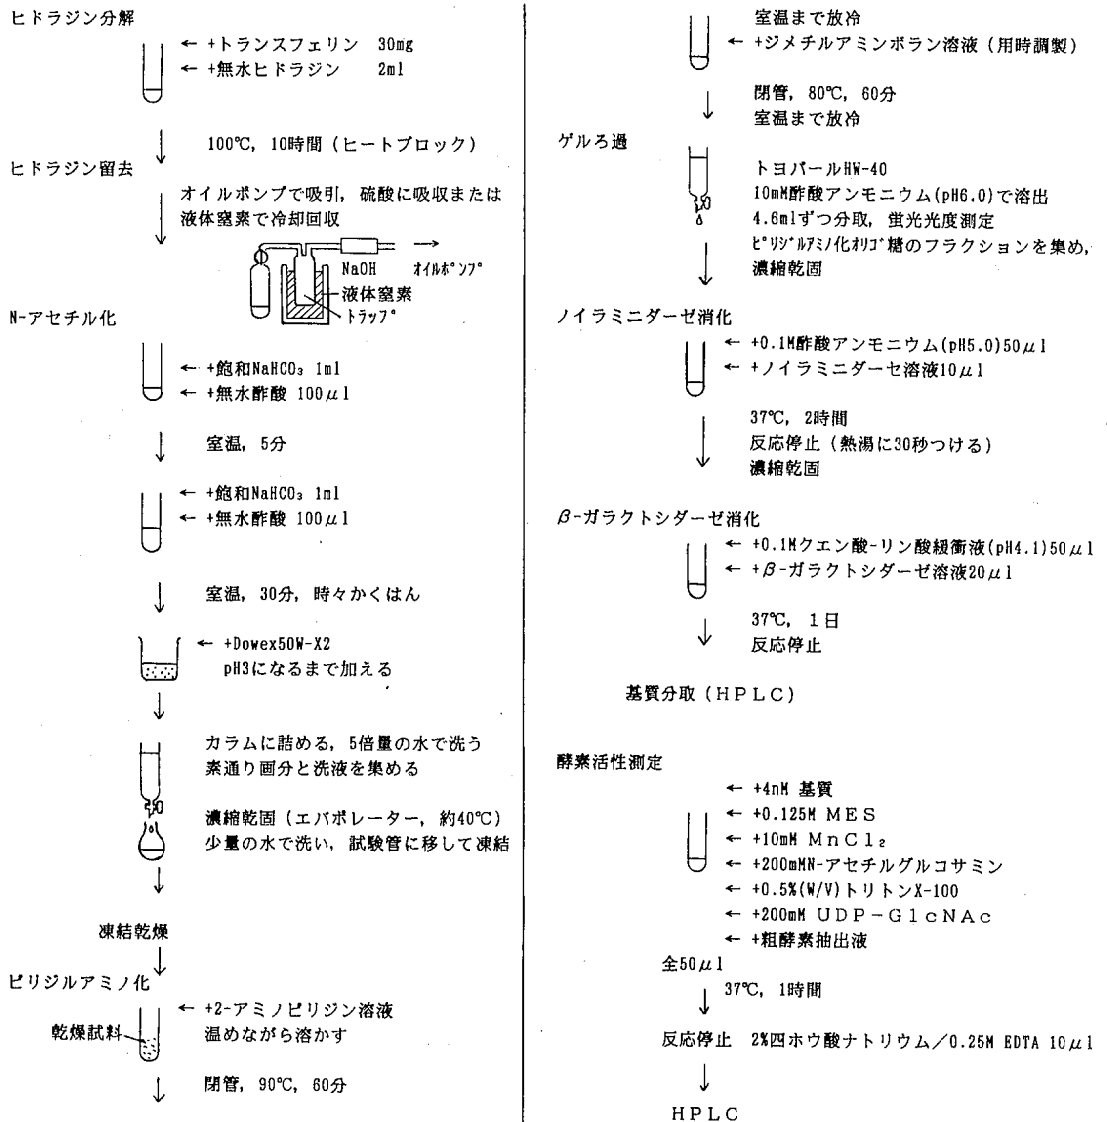 ヒドラジン分解
← +トランスフェリン 30mg
← +無水ヒドラジン 2ml
100℃, 10時間（ヒートブロック）
ヒドラジン留去
オイルポンプで吸引, 硫酸に吸収または
液体窒素で冷却回収
NaOH オイルポンプ
液体窒素
トラップ
N-アセチル化
← +飽和NaHCO₃ 1ml
← +無水酢酸 100μl
室温, 5分
← +飽和NaHCO₃ 1ml
← +無水酢酸 100μl
室温, 30分, 時々かくはん
← +Dowex50W-X2
pH3になるまで加える
カラムに詰める, 5倍量の水で洗う
素通り画分と洗液を集める
濃縮乾固（エバポレーター, 約40℃）
少量の水で洗い, 試験管に移して凍結
凍結乾燥
ピリジルアミノ化
← +2-アミノピリジン溶液
乾燥試料 温めながら溶かす
閉管, 90℃, 60分
室温まで放冷
← +ジメチルアミンボラン溶液（用時調製）
閉管, 80℃, 60分
室温まで放冷
ゲルろ過
トヨパールHW-40
10mM酢酸アンモニウム(pH6.0)で溶出
4.6mlずつ分取, 蛍光光度測定
ピリジルアミノ化オリゴ糖のフラクションを集め,
濃縮乾固
ノイラミニダーゼ消化
← +0.1M酢酸アンモニウム(pH5.0)50μl
← +ノイラミニダーゼ溶液10μl
37℃, 2時間
反応停止（熱湯に30秒つける）
濃縮乾固
β-ガラクトシダーゼ消化
← +0.1Mクエン酸-リン酸緩衝液(pH4.1)50μl
← +β-ガラクトシダーゼ溶液20μl
37℃, 1日
反応停止
基質分取（HPLC）
酵素活性測定
← +4nM 基質
← +0.125M MES
← +10mM MnCl₂
← +200mMN-アセチルグルコサミン
← +0.5%(W/V)トリトンX-100
← +200mM UDP-GlcNAc
← +粗酵素抽出液
全50μl
37℃, 1時間
反応停止 2%四ホウ酸ナトリウム／0.25M EDTA 10μl
HPLC